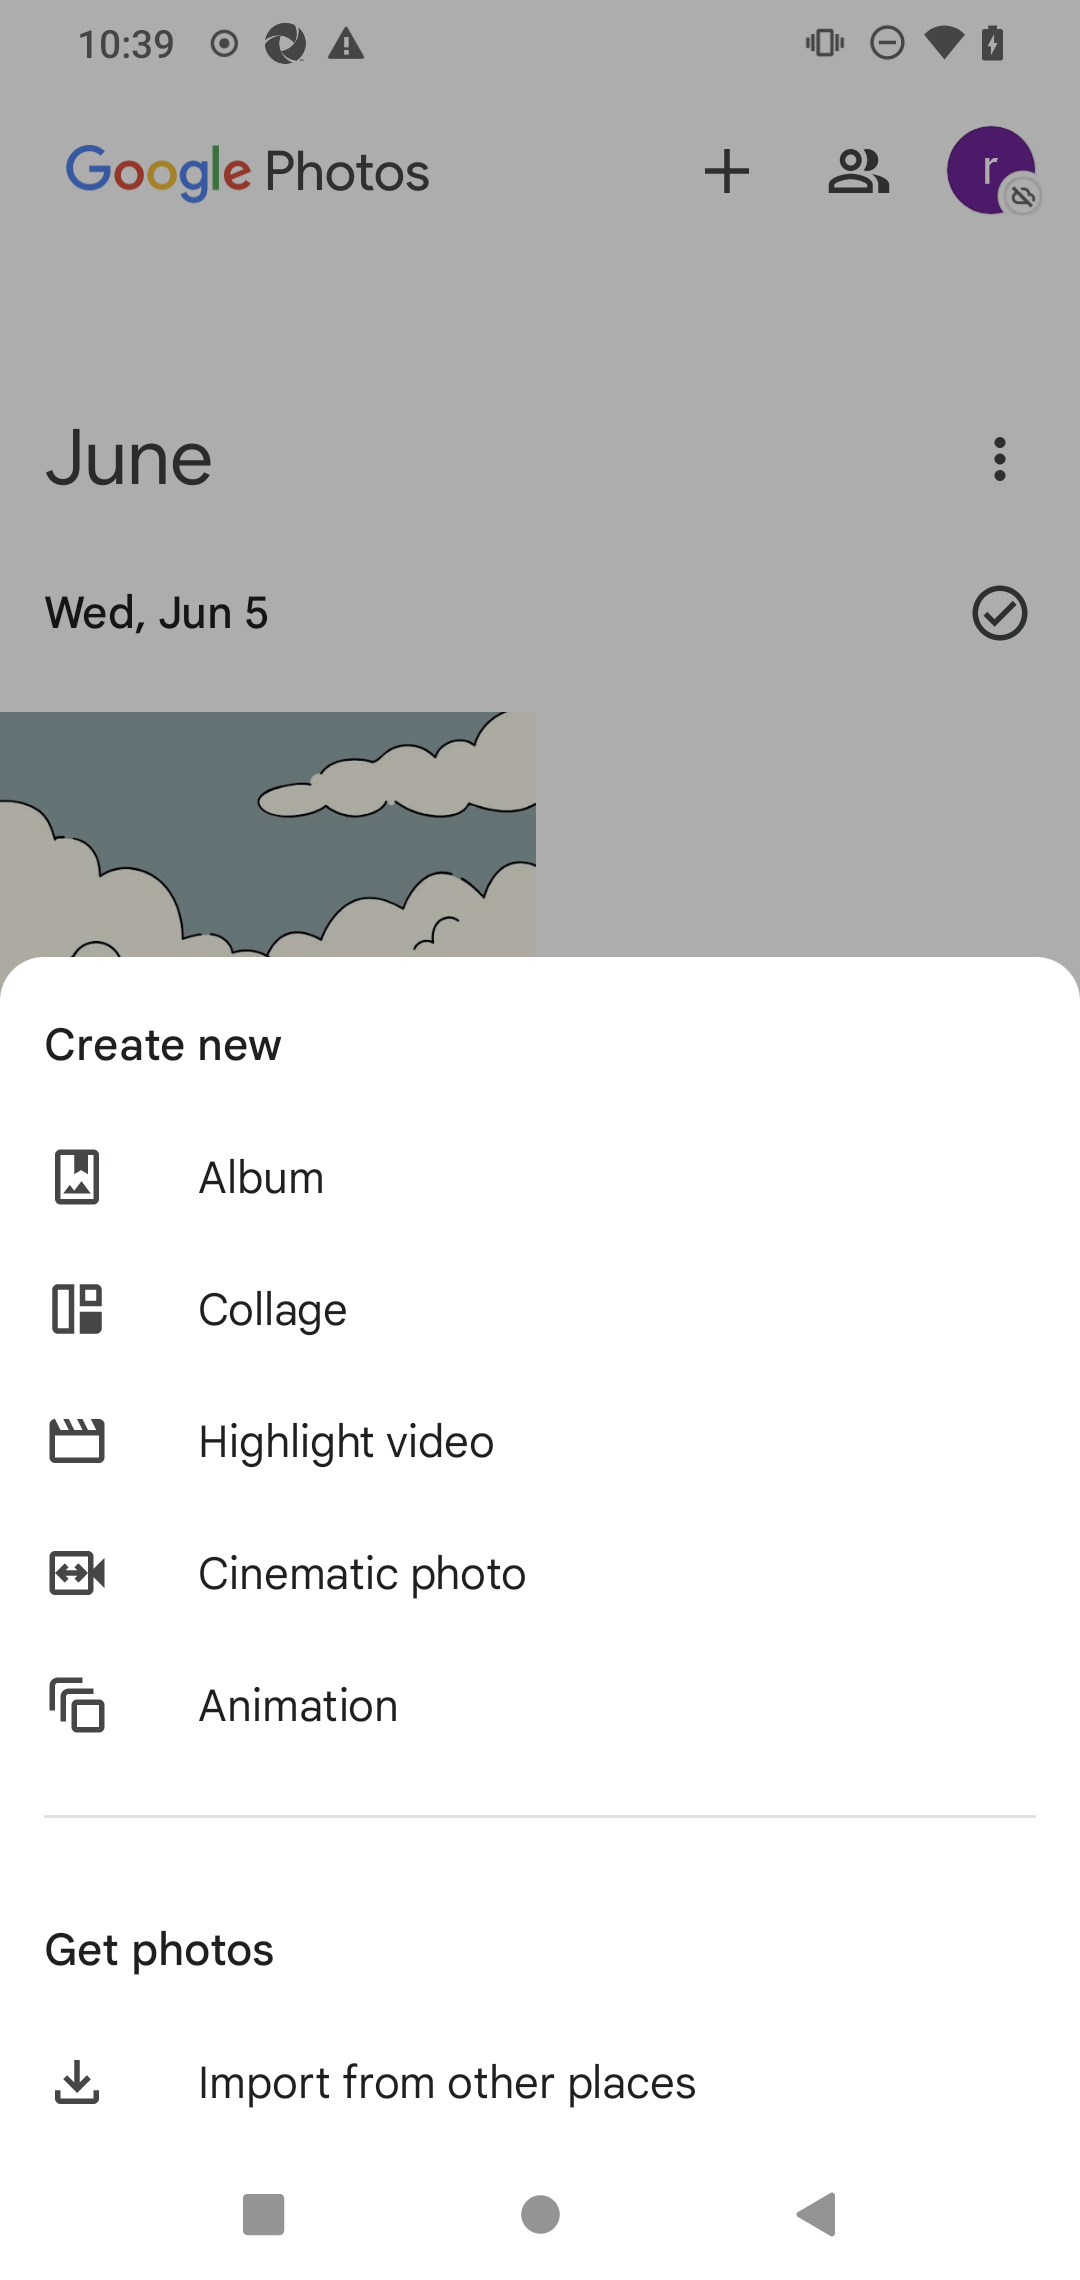 10:39
Google Photos
r
June
Wed, Jun 5
Create new
Album
Collage
Highlight video
Cinematic photo
Animation
Get photos
Import from other places